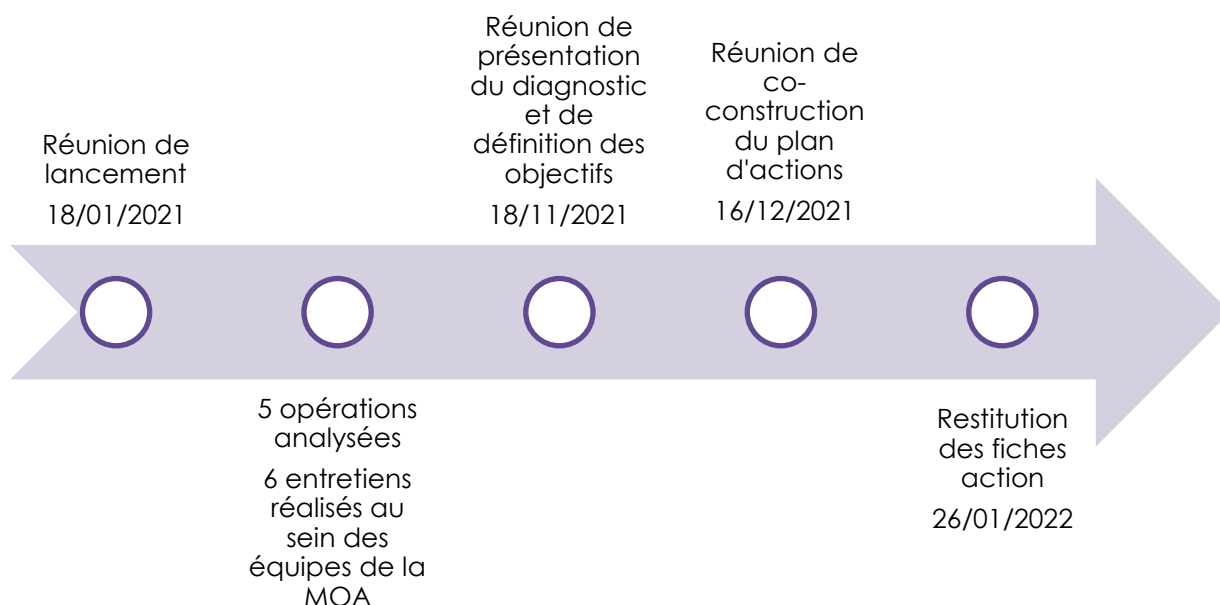 Réunion de
lancement
18/01/2021
5 opérations
analysées
6 entretiens
réalisés au
sein des
équipes de la
MOA
Réunion de
présentation
du diagnostic
et de
définition des
objectifs
18/11/2021
Réunion de
co-
construction
du plan
d'actions
16/12/2021
Restitution
des fiches
action
26/01/2022